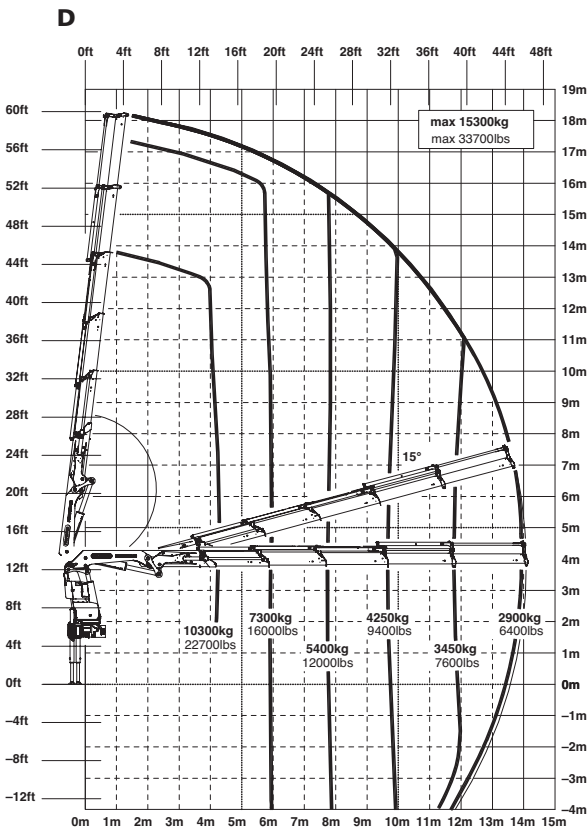 D
0ft 4ft 8ft 12ft 16ft 20ft 24ft 28ft 32ft 36ft 40ft 44ft 48ft
19m
60ft
18m
max 15300kg
max 33700lbs
56ft
17m
52ft
16m
15m
48ft
14m
44ft
13m
40ft
12m
36ft
11m
32ft
10m
9m
28ft
8m
24ft
15°
7m
20ft
6m
16ft
5m
12ft
4m
3m
8ft
2m
10300kg
22700lbs
7300kg
16000lbs
5400kg
12000lbs
4250kg
9400lbs
3450kg
7600lbs
2900kg
6400lbs
4ft
1m
0ft
0m
–1m
–4ft
–2m
–8ft
–3m
–12ft
–4m
0m 1m 2m 3m 4m 5m 6m 7m 8m 9m 10m 11m 12m 13m 14m 15m